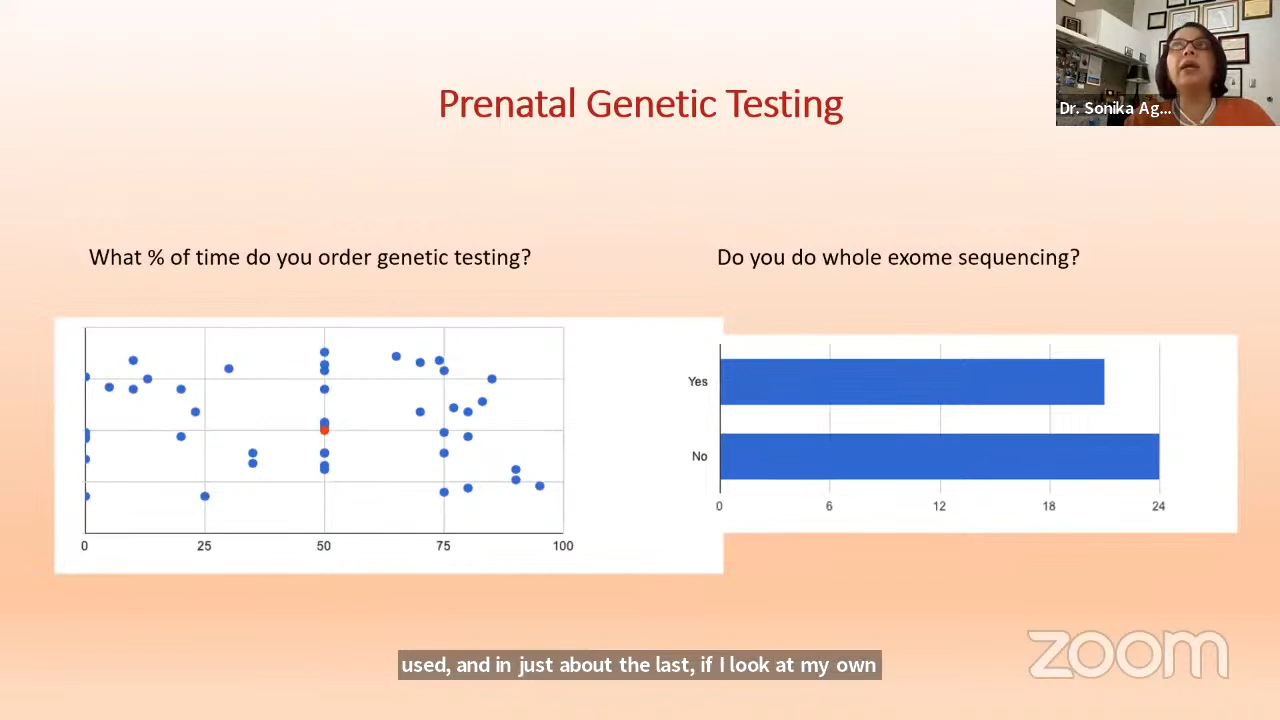 Prenatal Genetic Testing
Dr. Sonika Ag...
What % of time do you order genetic testing?
Do you do whole exome sequencing?
0 25 50 75 100
Yes
No
0 6 12 18 24
used, and in just about the last, if I look at my own
zoom